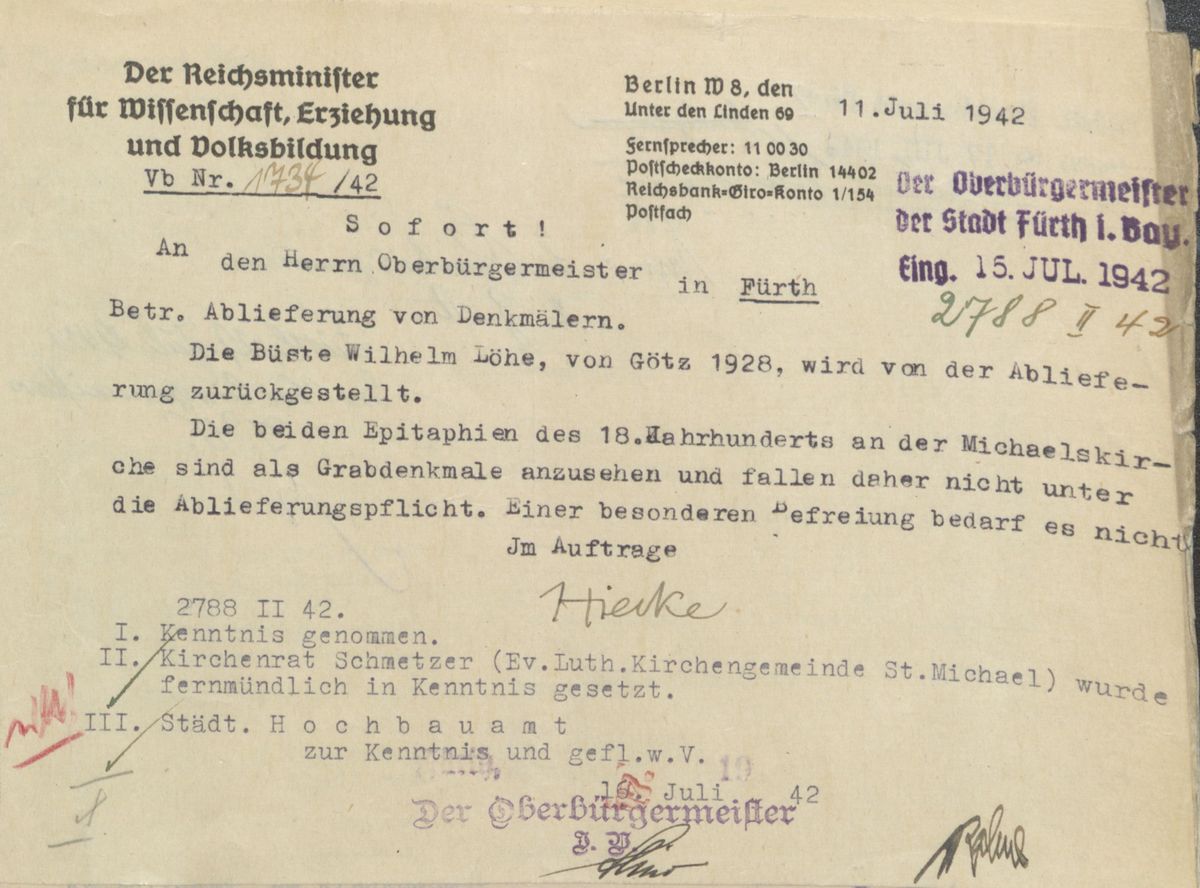 Der Reichsminister
für Wissenschaft, Erziehung
und Volksbildung
Vb Nr. 1734/42
Berlin W 8, den 11.Juli 1942
Unter den Linden 69
Fernsprecher: 11 00 30
Postscheckkonto: Berlin 14402
Reichsbank=Giro=Konto 1/154
Postfach
Der Oberbürgermeister
der Stadt Fürth i. Bay.
Eing. 15. JUL. 1942
2788 II 42
Sofort!
An
den Herrn Oberbürgermeister
in Fürth
Betr. Ablieferung von Denkmälern.
Die Büste Wilhelm Löhe, von Götz 1928, wird von der Abliefe-
rung zurückgestellt.
Die beiden Epitaphien des 18.Jahrhunderts an der Michaelskir-
che sind als Grabdenkmale anzusehen und fallen daher nicht unter
die Ablieferungspflicht. Einer besonderen Befreiung bedarf es nicht
Jm Auftrage
Hiecke
2788 II 42.
I. Kenntnis genommen.
II. Kirchenrat Schmetzer (Ev.Luth.Kirchengemeinde St.Michael) wurde
fernmündlich in Kenntnis gesetzt.
III. Städt. Hochbauamt
zur Kenntnis und gefl.w.V.
19
16. Juli 42
Der Oberbürgermeister
J. V.